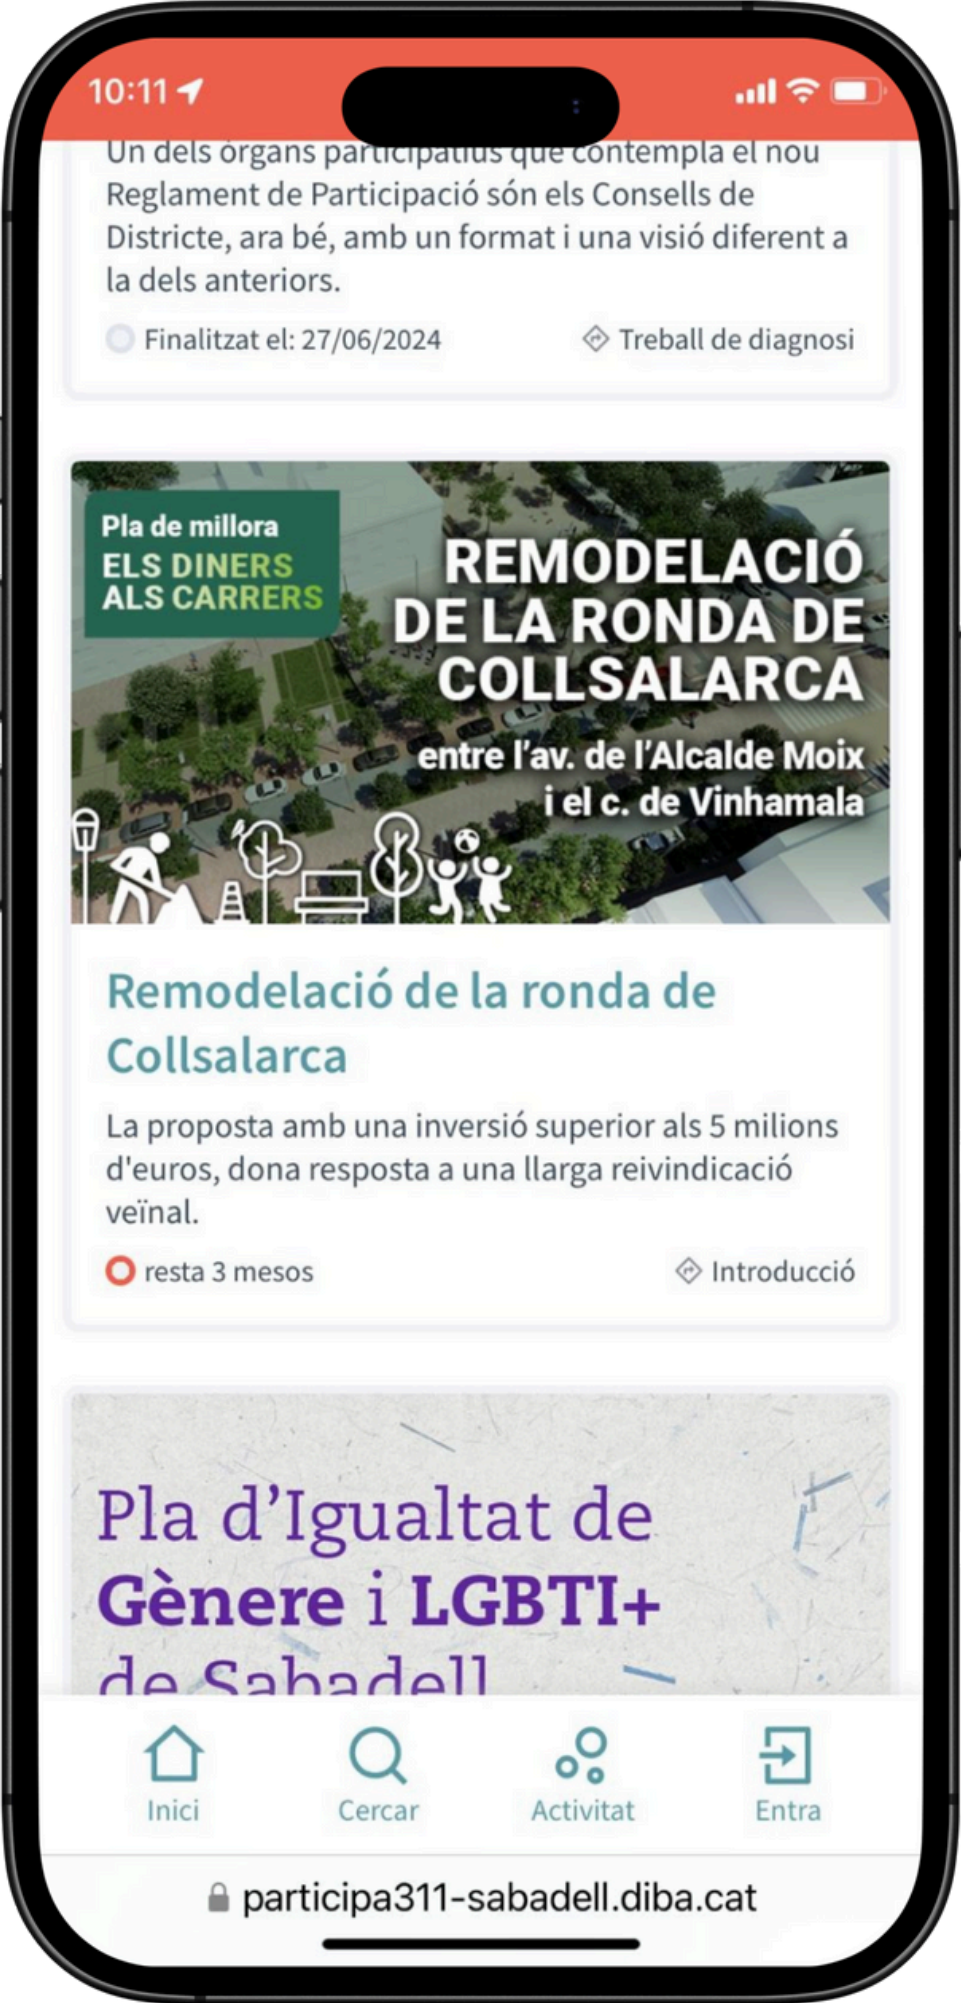 10:11
Un dels òrgans participatius que contempla el nou
Reglament de Participació són els Consells de
Districte, ara bé, amb un format i una visió diferent a
la dels anteriors.
Finalitzat el: 27/06/2024
Treball de diagnosi
Pla de millora
ELS DINERS
ALS CARRERS
REMODELACIÓ
DE LA RONDA DE
COLLSALARCA
entre l'av. de l'Alcalde Moix
i el c. de Vinhamala
Remodelació de la ronda de
Collsalarca
La proposta amb una inversió superior als 5 milions
d'euros, dona resposta a una llarga reivindicació
veïnal.
resta 3 mesos
Introducció
Pla d'Igualtat de
Gènere i LGBTI+
de Sabadell
Inici
Cercar
Activitat
Entra
participa311-sabadell.diba.cat